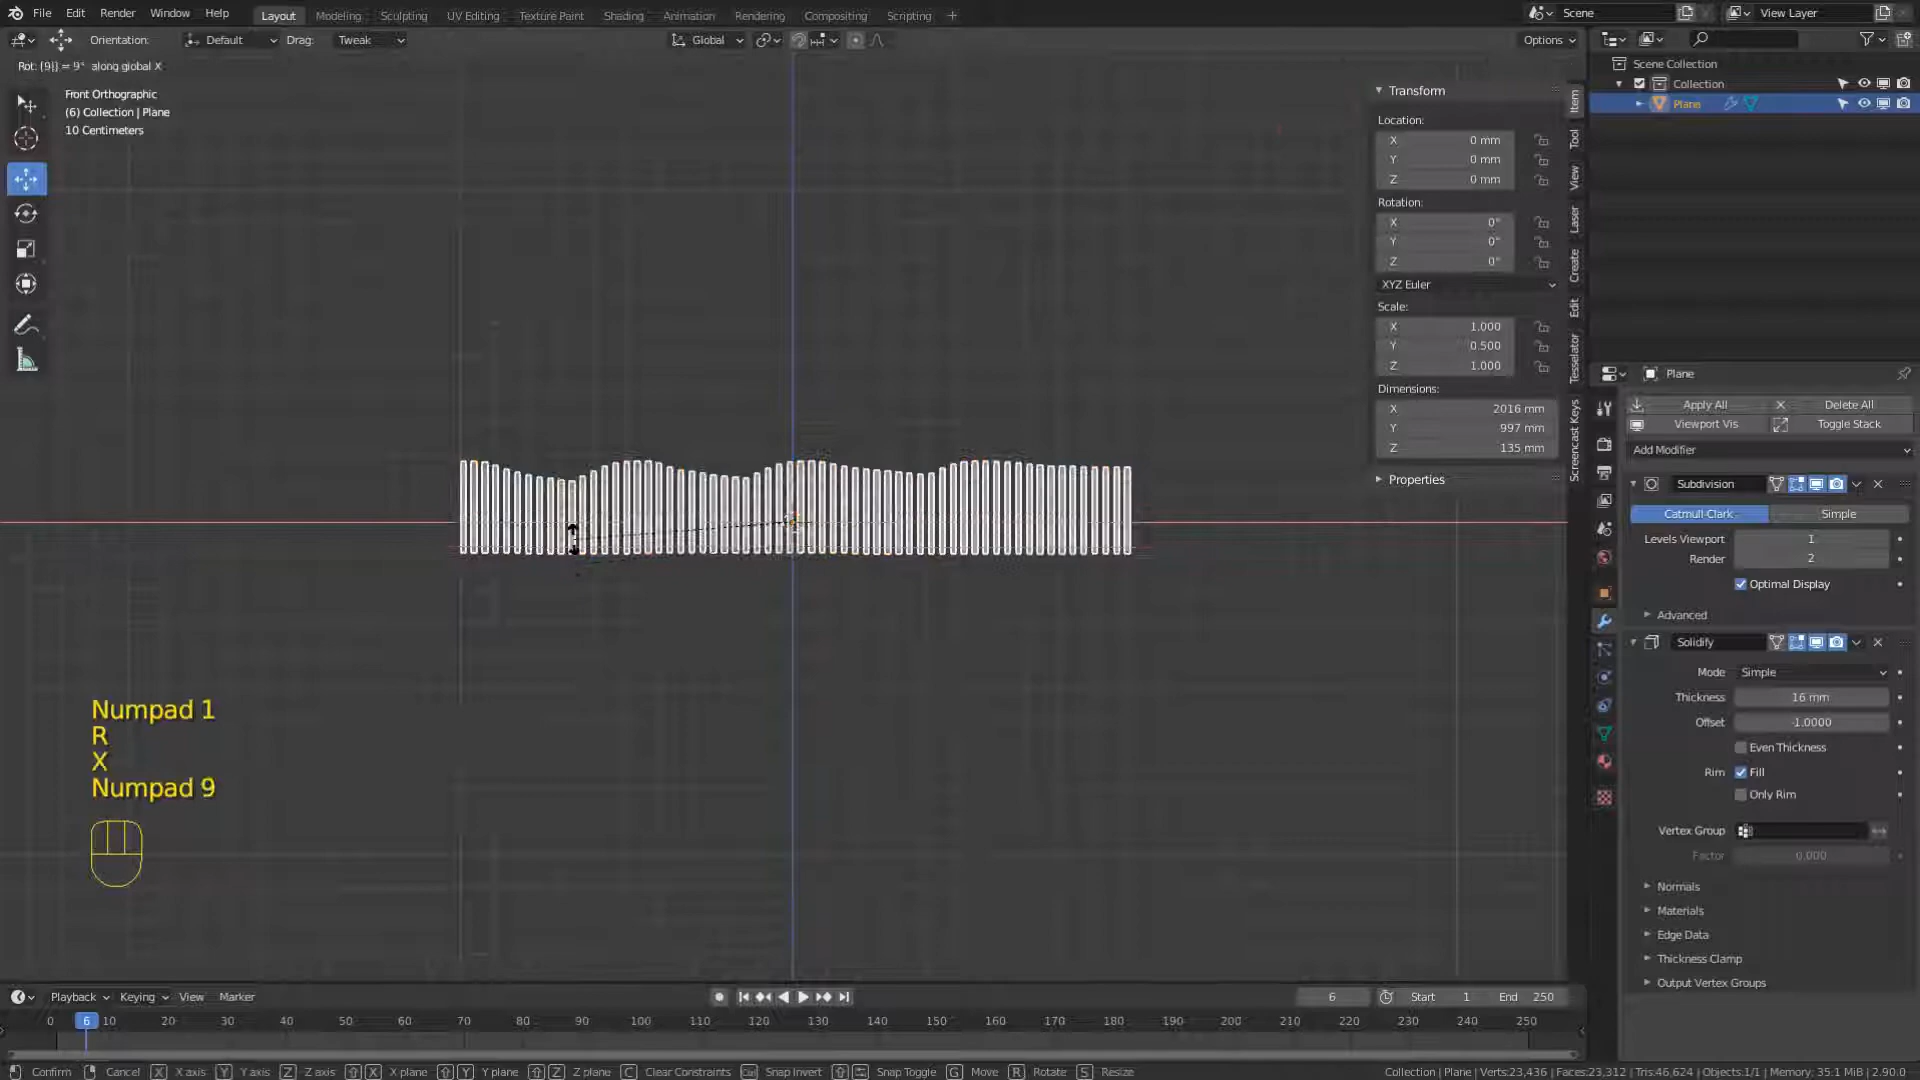 File Edit Render Window Help Layout Modeling Sculpting UV Editing Texture Paint Shading Animation Rendering Compositing Scripting + Scene View Layer
Orientation: Default Drag: Tweak Global Options
Rot: [9|] = 9° along global X
Front Orthographic
(6) Collection | Plane
10 Centimeters
Transform
Location:
X 0 mm
Y 0 mm
Z 0 mm
Rotation:
X 0°
Y 0°
Z 0°
XYZ Euler
Scale:
X 1.000
Y 0.500
Z 1.000
Dimensions:
X 2016 mm
Y 997 mm
Z 135 mm
Properties
Item
Tool
View
Laser
Create
Edit
Tesselator
Screencast Keys
Scene Collection
Collection
Plane
Plane
Apply All Delete All
Viewport Vis Toggle Stack
Add Modifier
Subdivision
Catmull-Clark Simple
Levels Viewport 1
Render 2
Optimal Display
Advanced
Solidify
Mode Simple
Thickness 16 mm
Offset -1.0000
Even Thickness
Rim Fill
Only Rim
Vertex Group
Factor 0.000
Normals
Materials
Edge Data
Thickness Clamp
Output Vertex Groups
Numpad 1
R
X
Numpad 9
Playback Keying View Marker 6 Start 1 End 250
0 6 10 20 30 40 50 60 70 80 90 100 110 120 130 140 150 160 170 180 190 200 210 220 230 240 250
Confirm Cancel X X axis Y Y axis Z Z axis X X plane Y Y plane Z Z plane C Clear Constraints Snap Invert Snap Toggle G Move R Rotate S Resize Collection | Plane | Verts:23,436 | Faces:23,312 | Tris:46,624 | Objects:1/1 | Memory: 35.1 MiB | 2.90.0